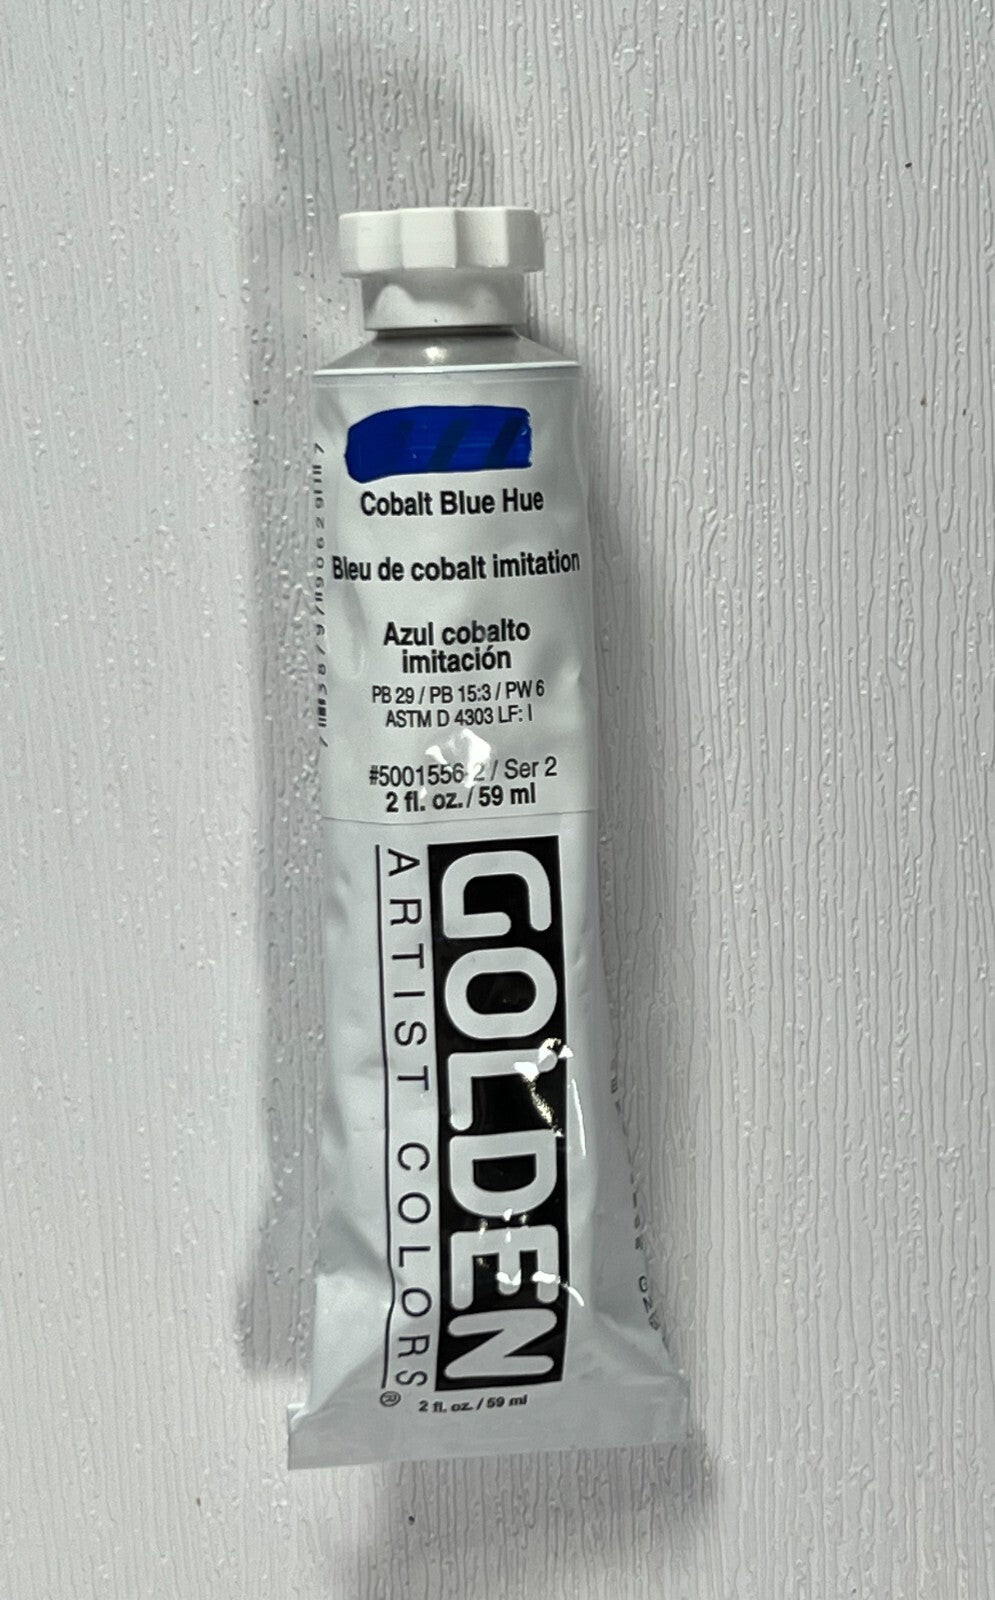 Cobalt Blue Hue
Bleu de cobalt imitation
Azul cobalto
imitación
PB 29 / PB 15:3 / PW 6
ASTM D 4303 LF: I
#5001556-2 / Ser 2
2 fl. oz. / 59 ml
GOLDEN
ARTIST COLORS®
2 fl. oz. / 59 ml